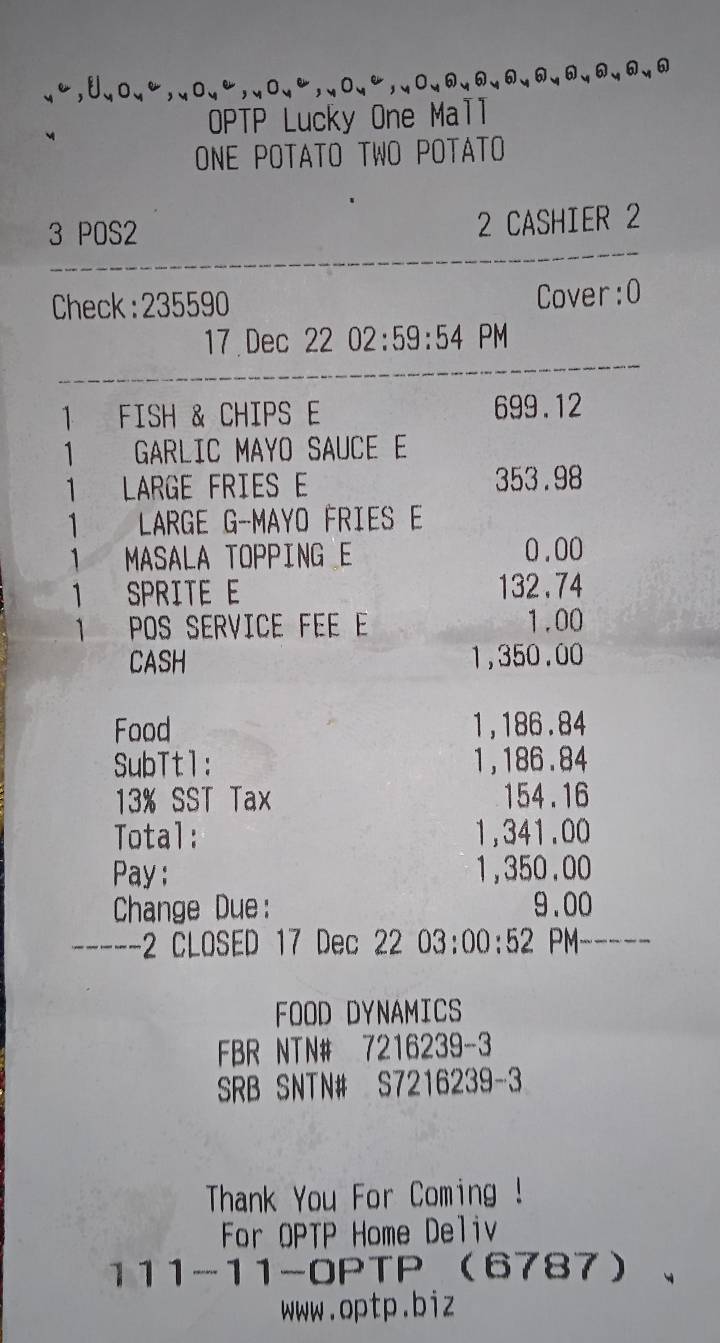 OPTP Lucky One Mall
ONE POTATO TWO POTATO
3 POS2 2 CASHIER 2
Check:235590 Cover:0
17 Dec 22 02:59:54 PM
1 FISH & CHIPS E 699.12
1 GARLIC MAYO SAUCE E
1 LARGE FRIES E 353.98
1 LARGE G-MAYO FRIES E
1 MASALA TOPPING E 0.00
1 SPRITE E 132.74
1 POS SERVICE FEE E 1.00
CASH 1,350.00
Food 1,186.84
SubTtl: 1,186.84
13% SST Tax 154.16
Total: 1,341.00
Pay: 1,350.00
Change Due: 9.00
-----2 CLOSED 17 Dec 22 03:00:52 PM-----
FOOD DYNAMICS
FBR NTN# 7216239-3
SRB SNTN# S7216239-3
Thank You For Coming !
For OPTP Home Deliv
111-11-OPTP (6787)
www.optp.biz